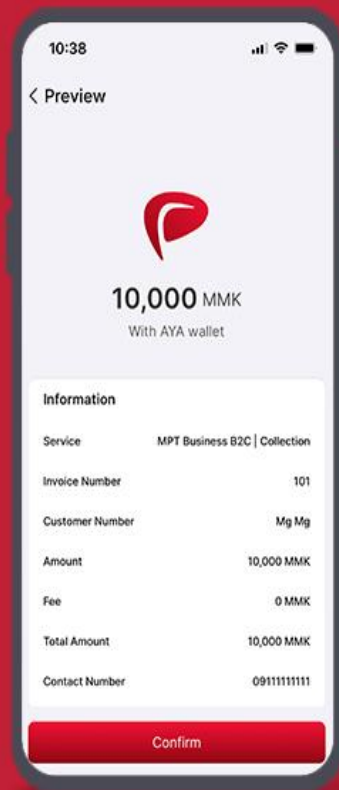 10:38
< Preview
10,000 MMK
With AYA wallet
Information
Service MPT Business B2C | Collection
Invoice Number 101
Customer Number Mg Mg
Amount 10,000 MMK
Fee 0 MMK
Total Amount 10,000 MMK
Contact Number 09111111111
Confirm